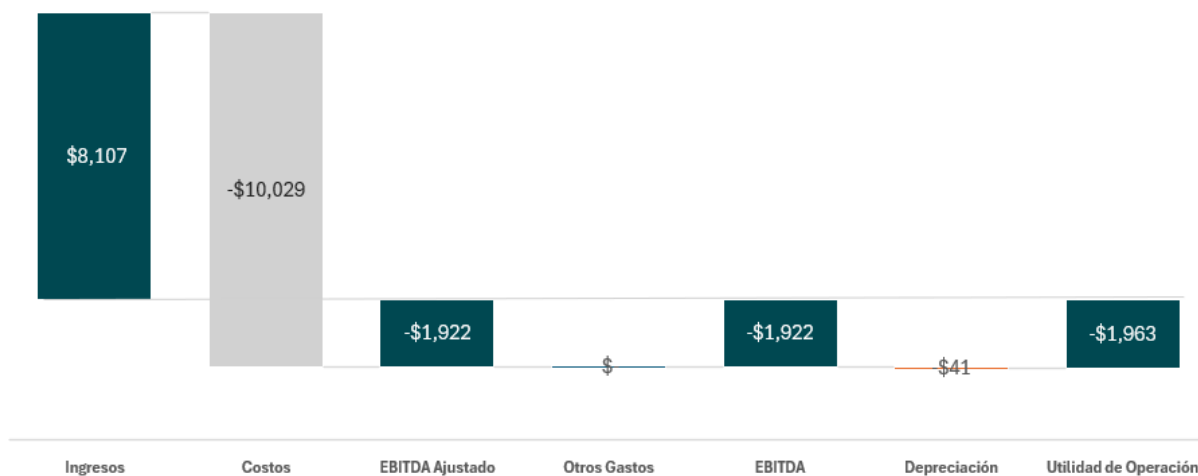 $8,107
-$10,029
-$1,922
$
-$1,922
-$41
-$1,963
Ingresos
Costos
EBITDA Ajustado
Otros Gastos
EBITDA
Depreciación
Utilidad de Operación